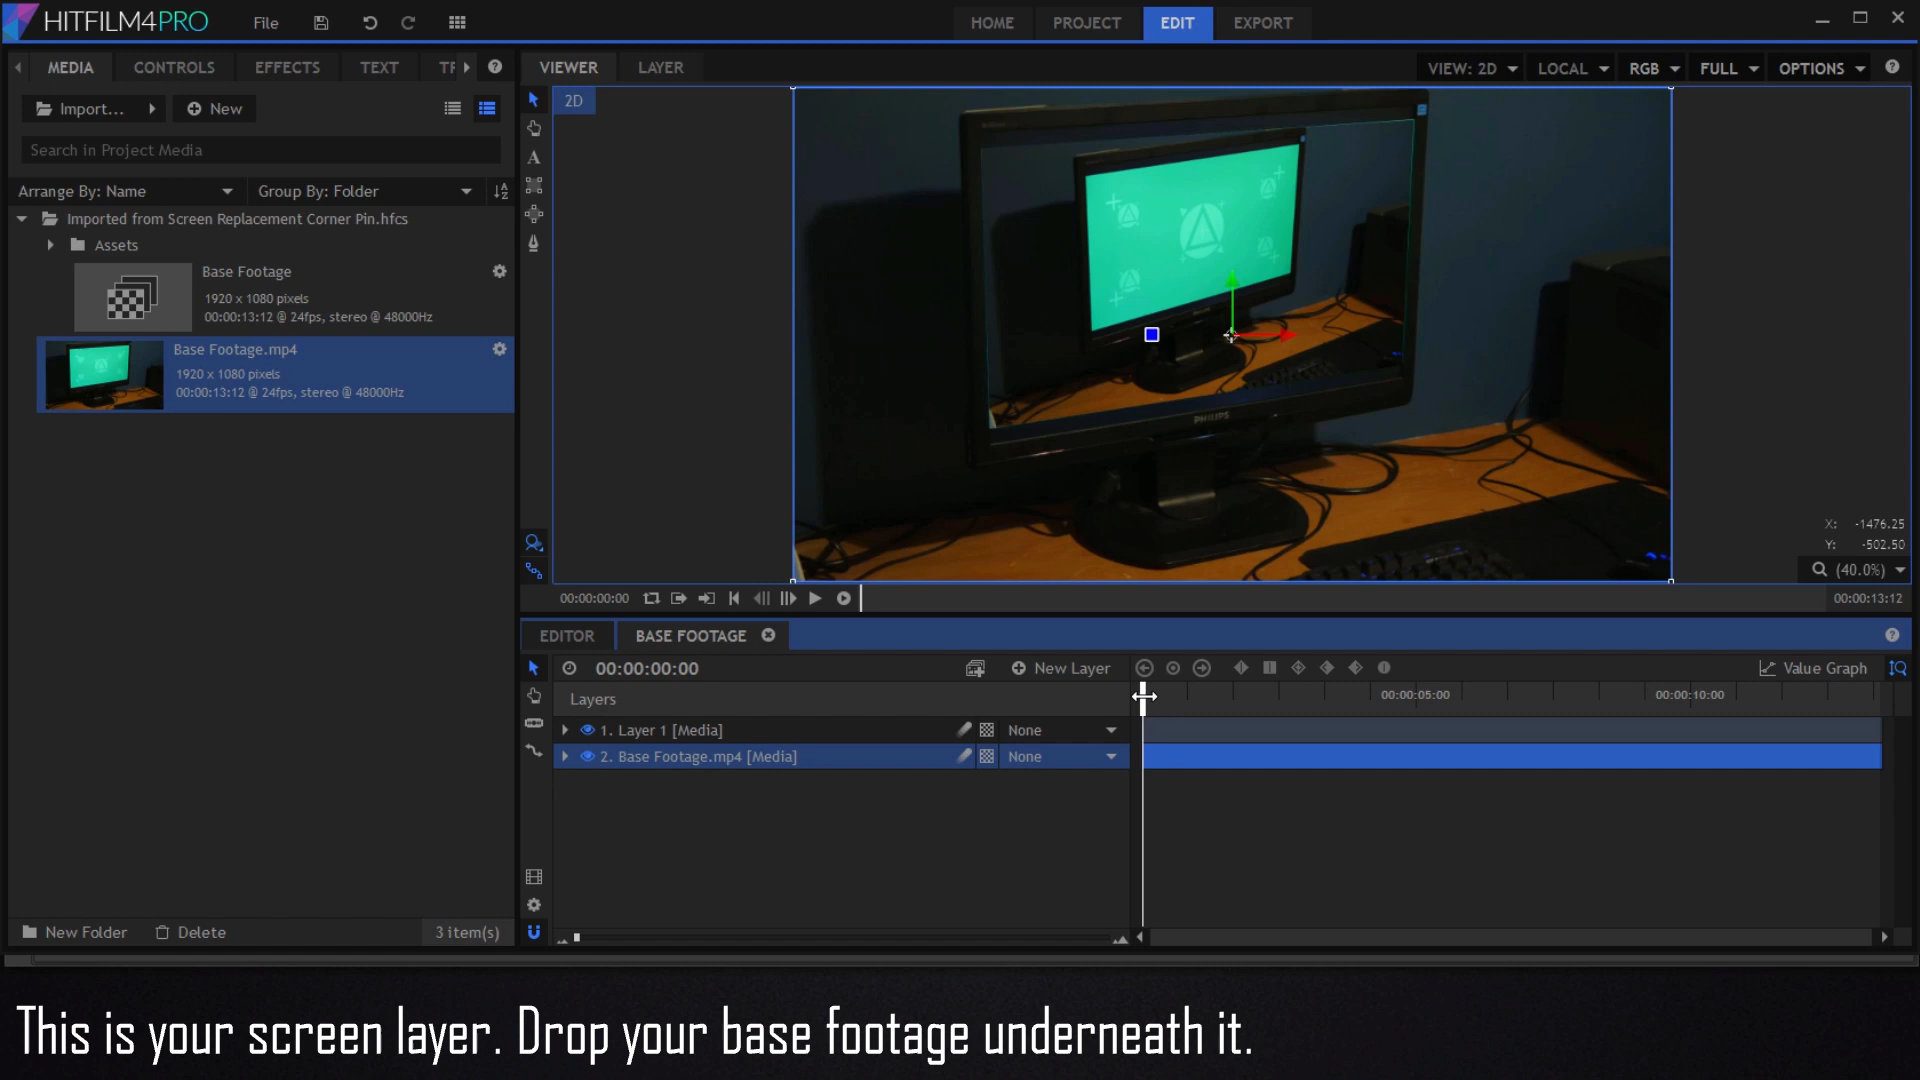 HITFILM4PRO
File
HOME
PROJECT
EDIT
EXPORT
MEDIA
CONTROLS
EFFECTS
TEXT
TF
VIEWER
LAYER
VIEW: 2D
LOCAL
RGB
FULL
OPTIONS
Import...
New
2D
Search in Project Media
Arrange By: Name
Group By: Folder
Imported from Screen Replacement Corner Pin.hfcs
Assets
Base Footage
1920 x 1080 pixels
00:00:13:12 @ 24fps, stereo @ 48000Hz
Base Footage.mp4
1920 x 1080 pixels
00:00:13:12 @ 24fps, stereo @ 48000Hz
PHILIPS
X: -1476.25
Y: -502.50
(40.0%)
00:00:00:00
00:00:13:12
EDITOR
BASE FOOTAGE
00:00:00:00
New Layer
Value Graph
Layers
00:00:05:00
00:00:10:00
1. Layer 1 [Media]
None
2. Base Footage.mp4 [Media]
None
New Folder
Delete
3 item(s)
This is your screen layer. Drop your base footage underneath it.